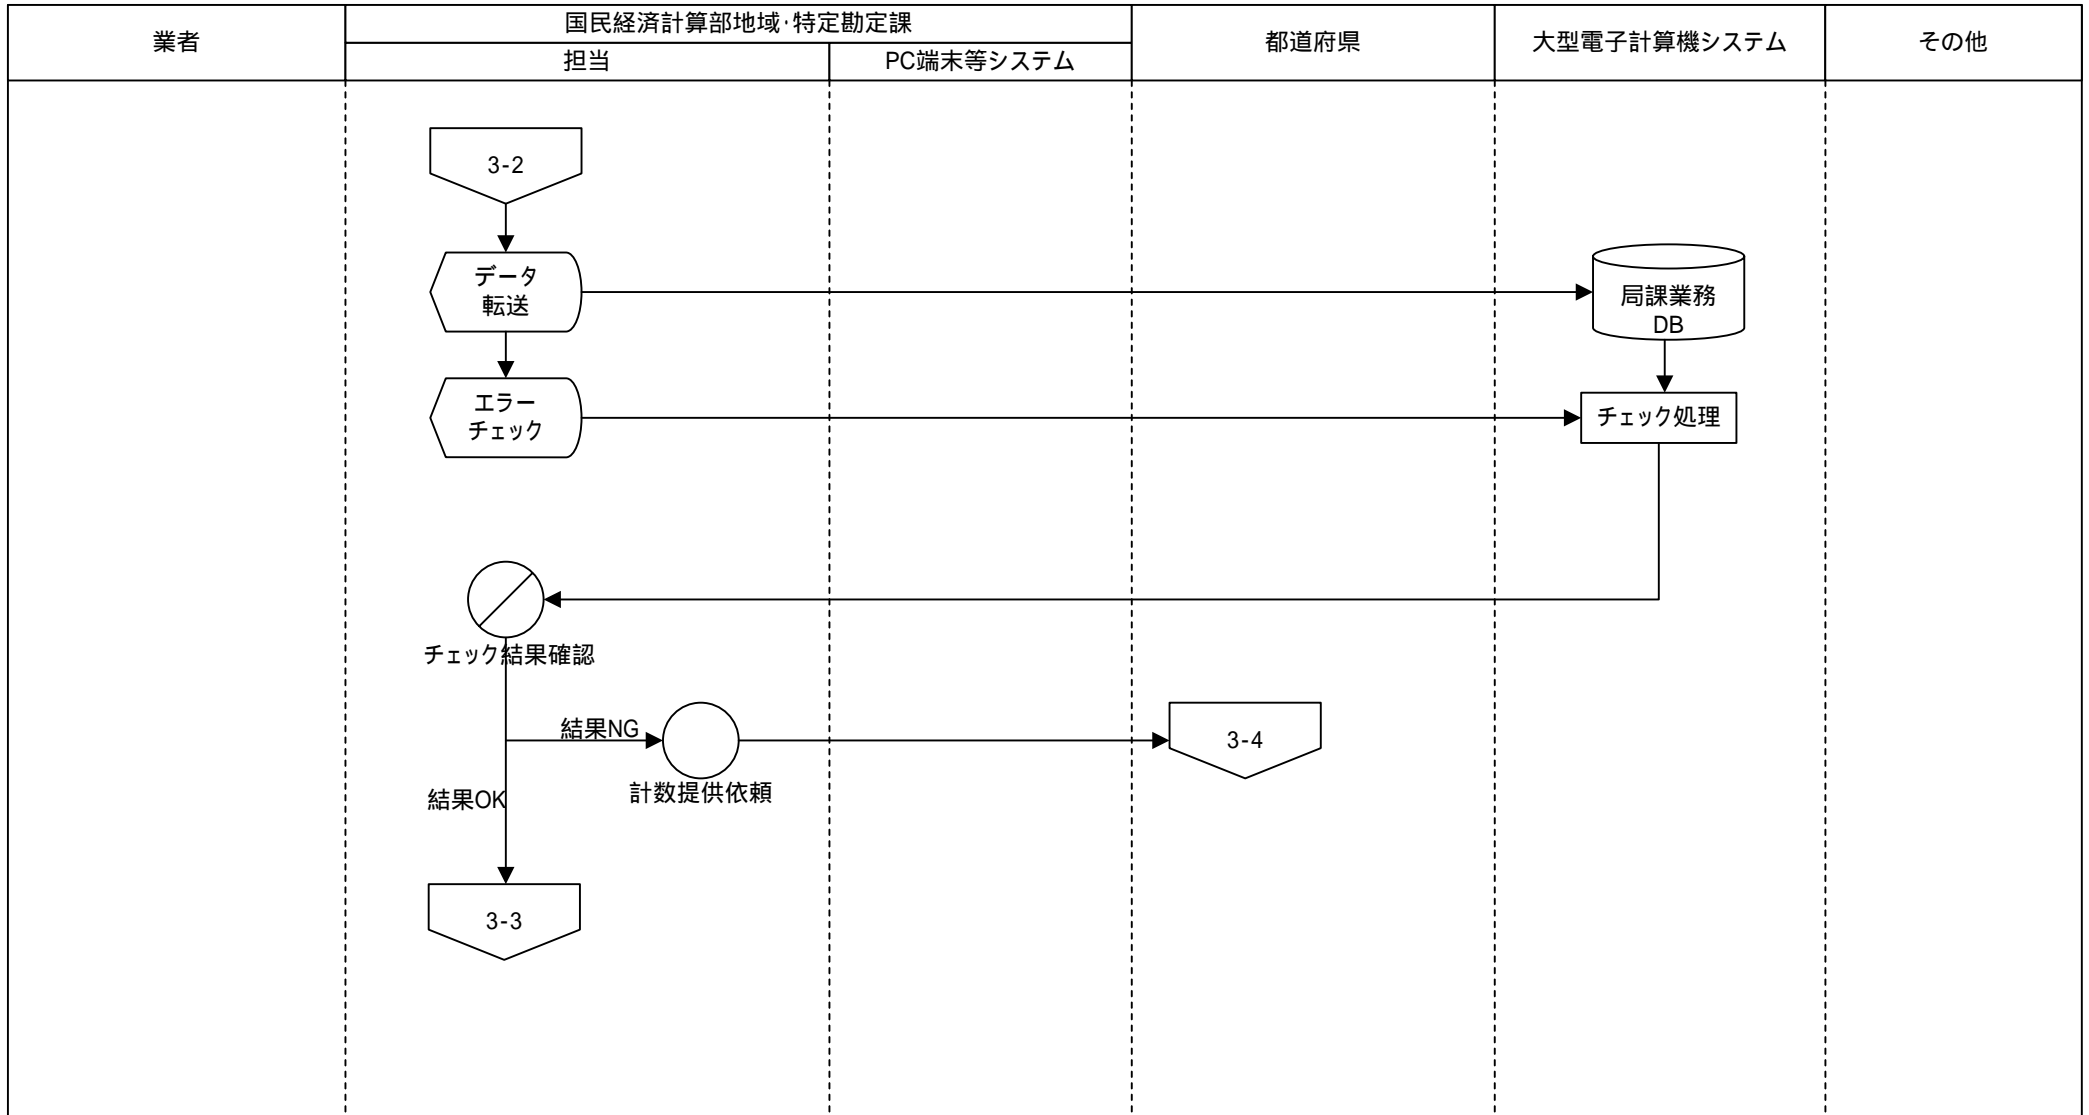 業者
国民経済計算部地域・特定勘定課
担当
PC端末等システム
都道府県
大型電子計算機システム
その他
3-2
データ
転送
局課業務
DB
エラー
チェック
チェック処理
チェック結果確認
結果NG
計数提供依頼
3-4
結果OK
3-3